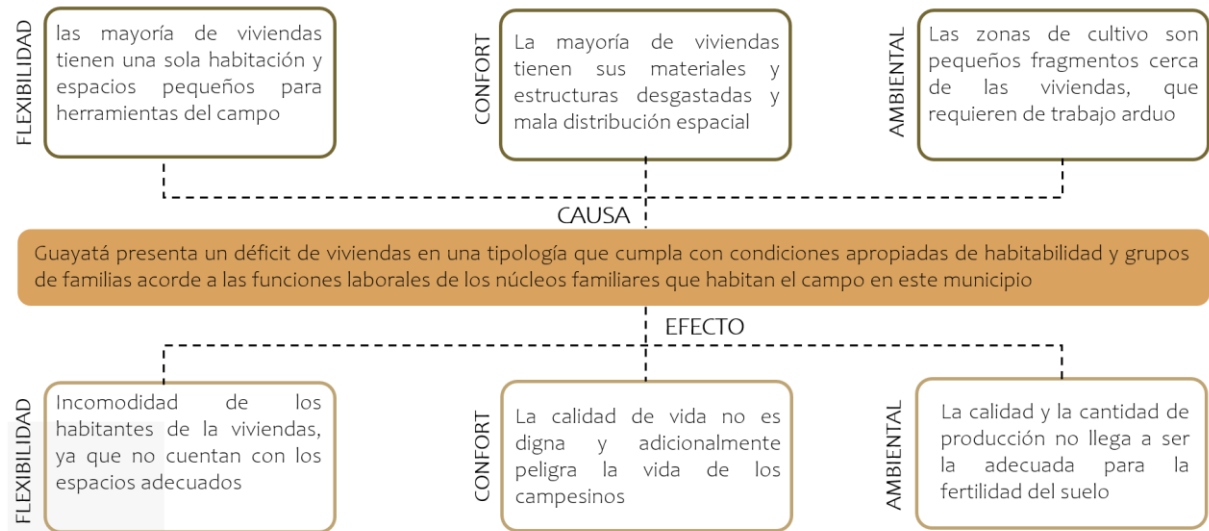 FLEXIBILIDAD
las mayoría de viviendas
tienen una sola habitación y
espacios pequeños para
herramientas del campo
CONFORT
La mayoría de viviendas
tienen sus materiales y
estructuras desgastadas y
mala distribución espacial
AMBIENTAL
Las zonas de cultivo son
pequeños fragmentos cerca
de las viviendas, que
requieren de trabajo arduo
CAUSA
Guayatá presenta un déficit de viviendas en una tipología que cumpla con condiciones apropiadas de habitabilidad y grupos
de familias acorde a las funciones laborales de los núcleos familiares que habitan el campo en este municipio
EFECTO
FLEXIBILIDAD
Incomodidad de los
habitantes de la viviendas,
ya que no cuentan con los
espacios adecuados
CONFORT
La calidad de vida no es
digna y adicionalmente
peligra la vida de los
campesinos
AMBIENTAL
La calidad y la cantidad de
producción no llega a ser
la adecuada para la
fertilidad del suelo